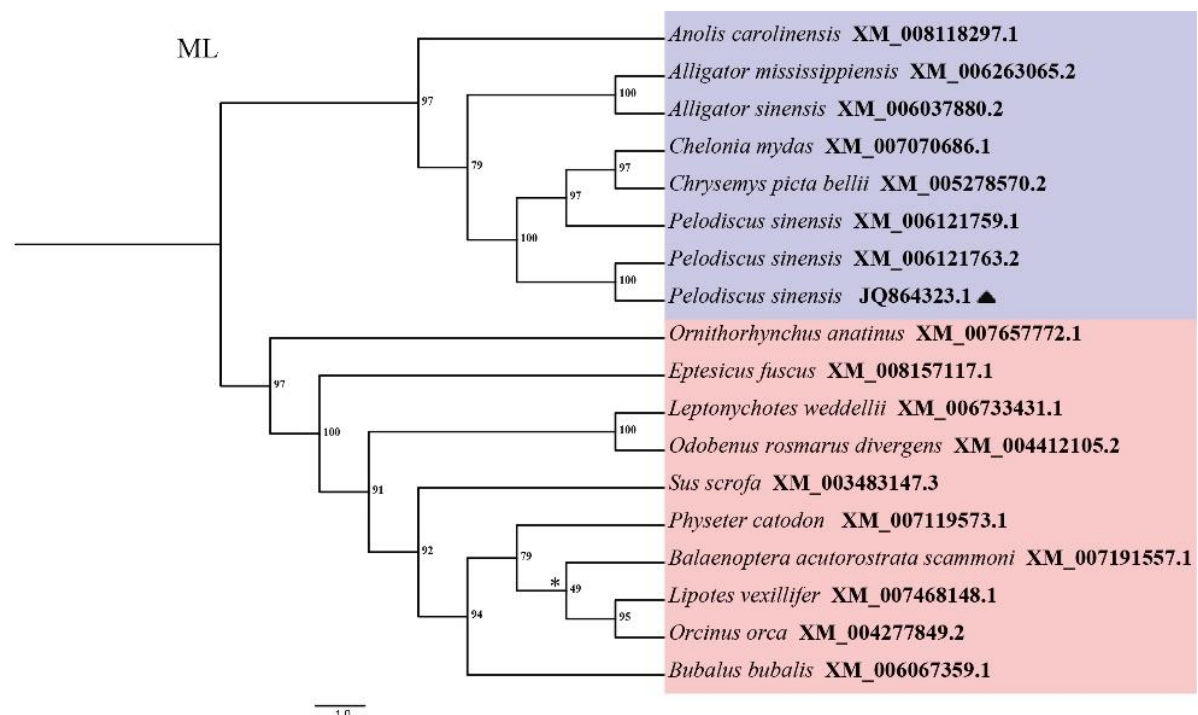 ML
Anolis carolinensis XM_008118297.1
Alligator mississippiensis XM_006263065.2
100
97
Alligator sinensis XM_006037880.2
Chelonia mydas XM_007070686.1
79
97
Chrysemys picta bellii XM_005278570.2
97
Pelodiscus sinensis XM_006121759.1
100
Pelodiscus sinensis XM_006121763.2
100
Pelodiscus sinensis JQ864323.1
Ornithorhynchus anatinus XM_007657772.1
97
Eptesicus fuscus XM_008157117.1
Leptonychotes weddellii XM_006733431.1
100
100
Odobenus rosmarus divergens XM_004412105.2
Sus scrofa XM_003483147.3
91
Physeter catodon XM_007119573.1
92
79
Balaenoptera acutorostrata scammoni XM_007191557.1
* 49
Lipotes vexillifer XM_007468148.1
94
95
Orcinus orca XM_004277849.2
Bubalus bubalis XM_006067359.1